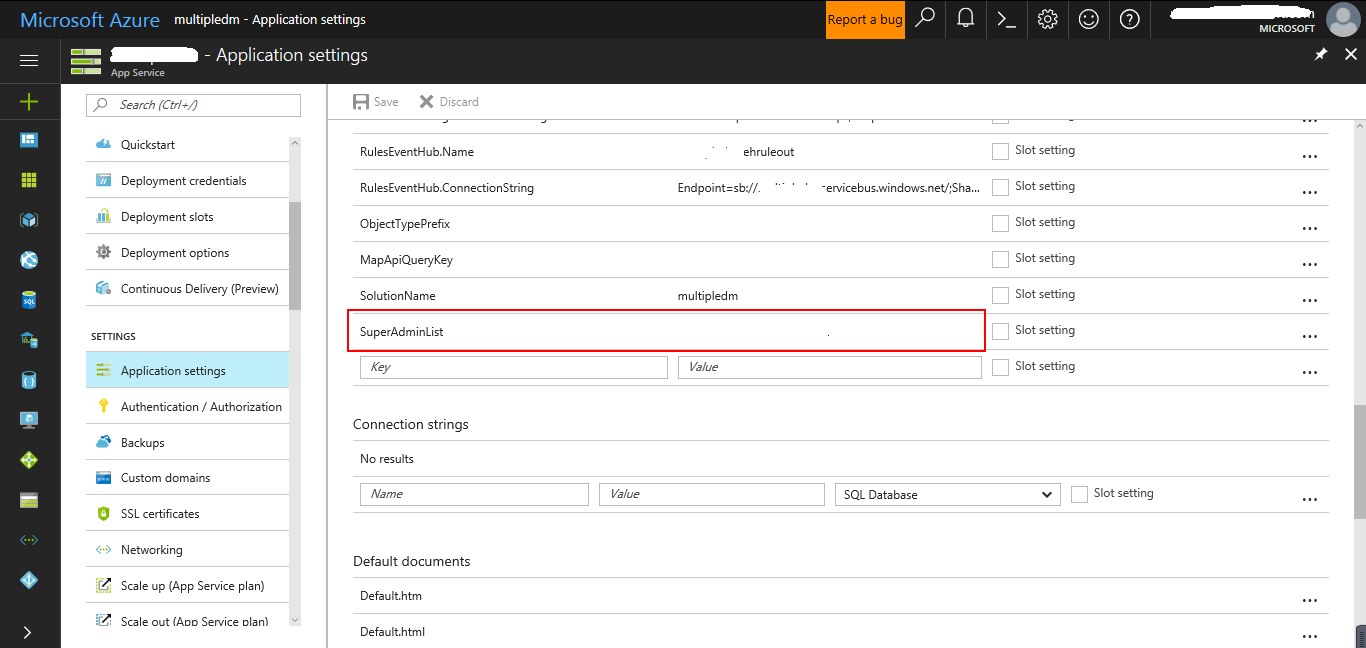 Microsoft Azure multipledm - Application settings
Report a bug
MICROSOFT
- Application settings
App Service
Search (Ctrl+/)
Save Discard
Quickstart
Deployment credentials
Deployment slots
Deployment options
Continuous Delivery (Preview)
SETTINGS
Application settings
Authentication / Authorization
Backups
Custom domains
SSL certificates
Networking
Scale up (App Service plan)
Scale out (App Service plan)
RulesEventHub.Name ehruleout Slot setting ...
RulesEventHub.ConnectionString Endpoint=sb://. ervicebus.windows.net/;Sha... Slot setting ...
ObjectTypePrefix Slot setting ...
MapApiQueryKey Slot setting ...
SolutionName multipledm Slot setting ...
SuperAdminList Slot setting ...
Key Value Slot setting ...
Connection strings
No results
Name Value SQL Database Slot setting ...
Default documents
Default.htm ...
Default.html ...